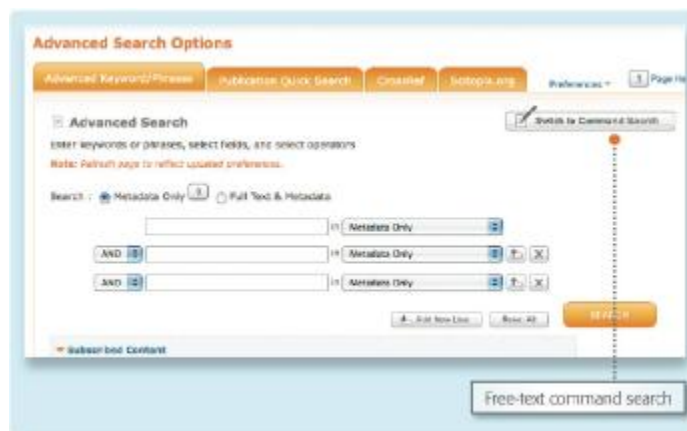 Advanced Search Options
Advanced Keyword/Phrases Publication Quick Search CrossRef Scitopia.org Preferences ? Page He
Advanced Search Switch to Command Search
Enter keywords or phrases, select fields, and select operators
Note: Refresh page to reflect updated preferences.
Search : Metadata Only ? Full Text & Metadata
in Metadata Only
AND in Metadata Only
AND in Metadata Only
Add New Line Reset All SEARCH
Subscribed Content
Free-text command search